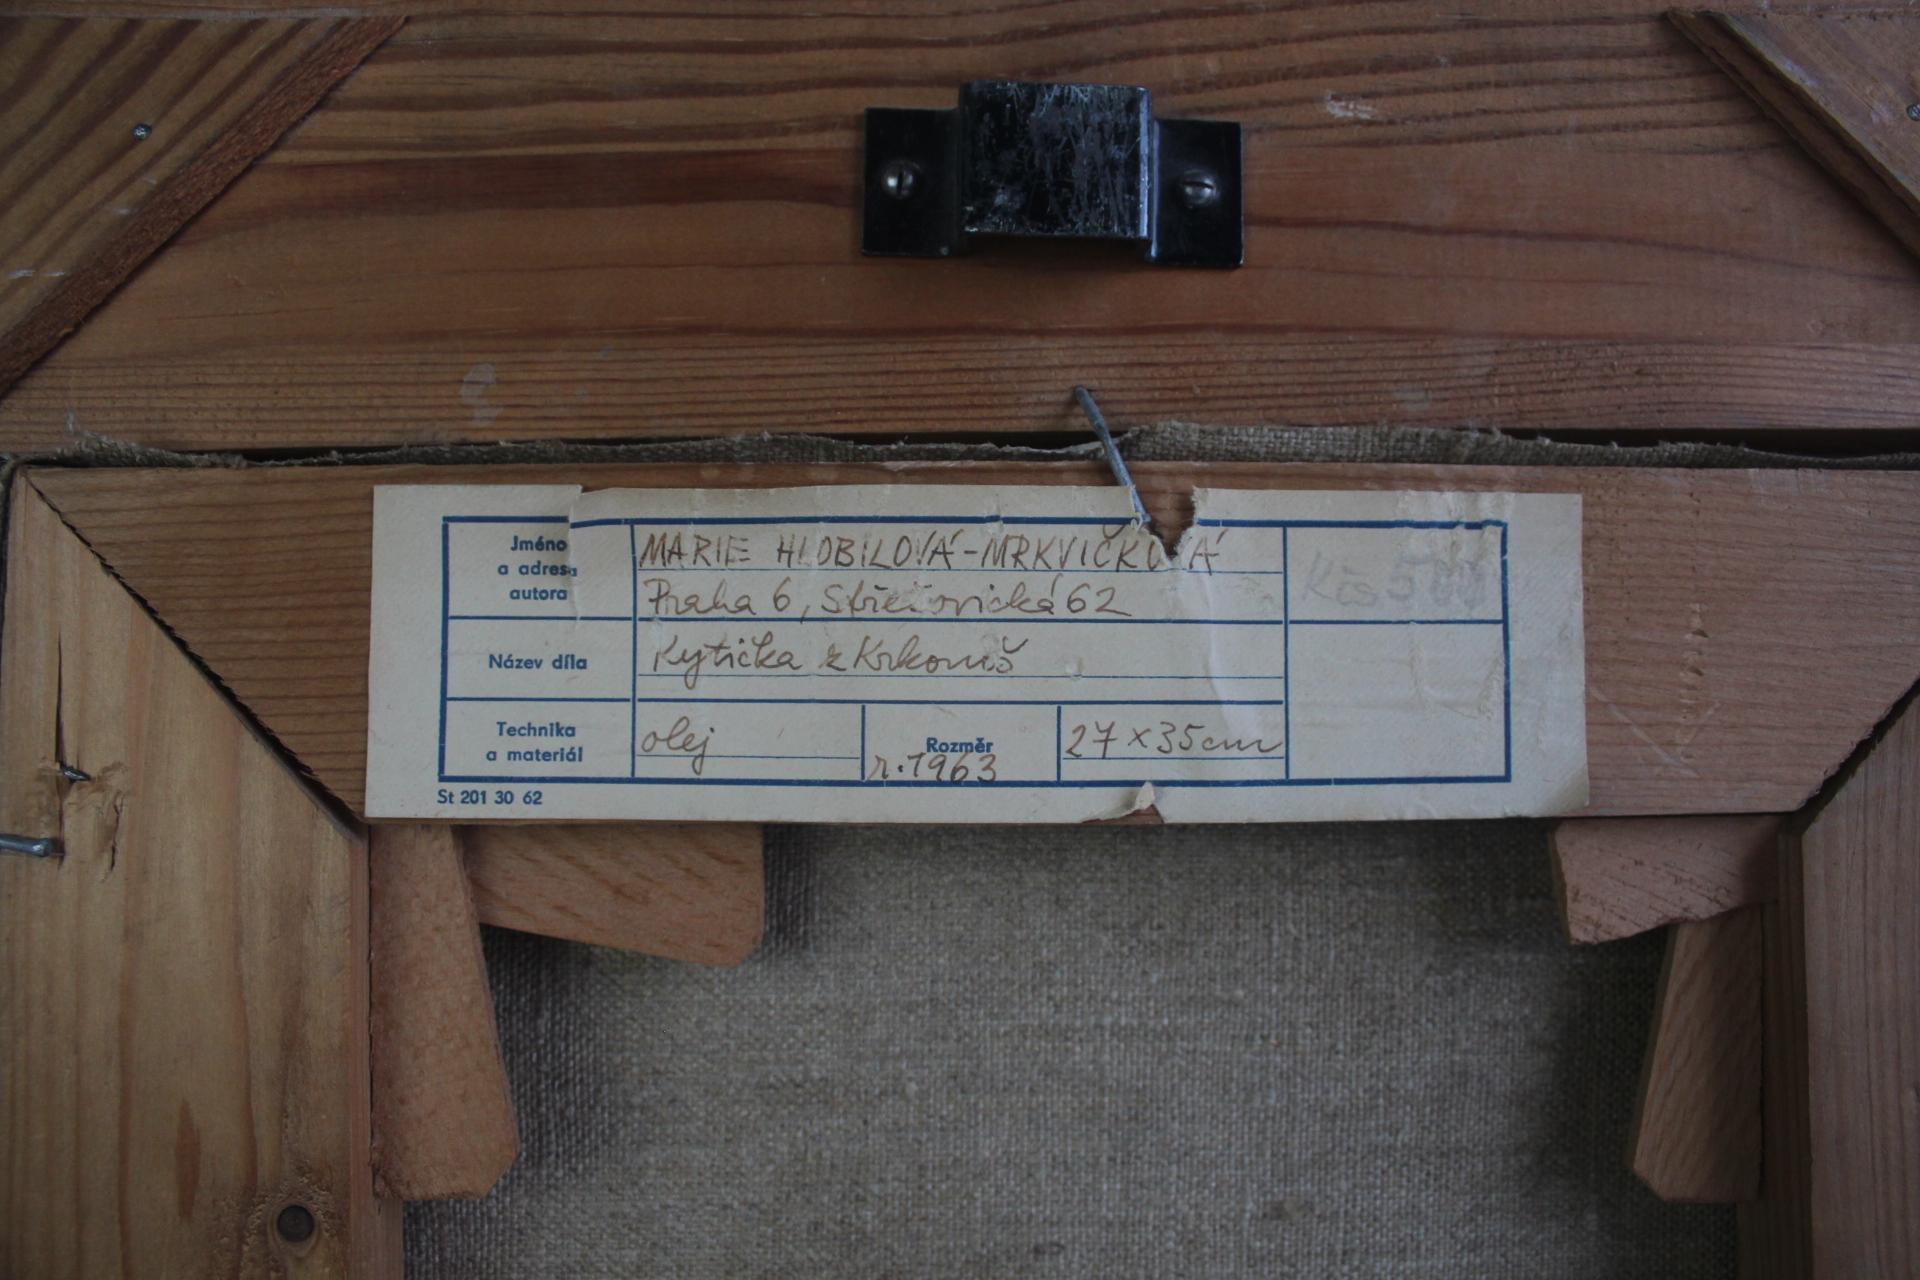 Jméno
a adresa
autora
MARIE HLOBILOVÁ-MRKVIČKOVÁ
Praha 6, Střešovická 62
Kčs
Název díla
Kytička z Krkonoš
Technika
a materiál
olej
Rozměr
r. 1963
27 x 35 cm
St 201 30 62